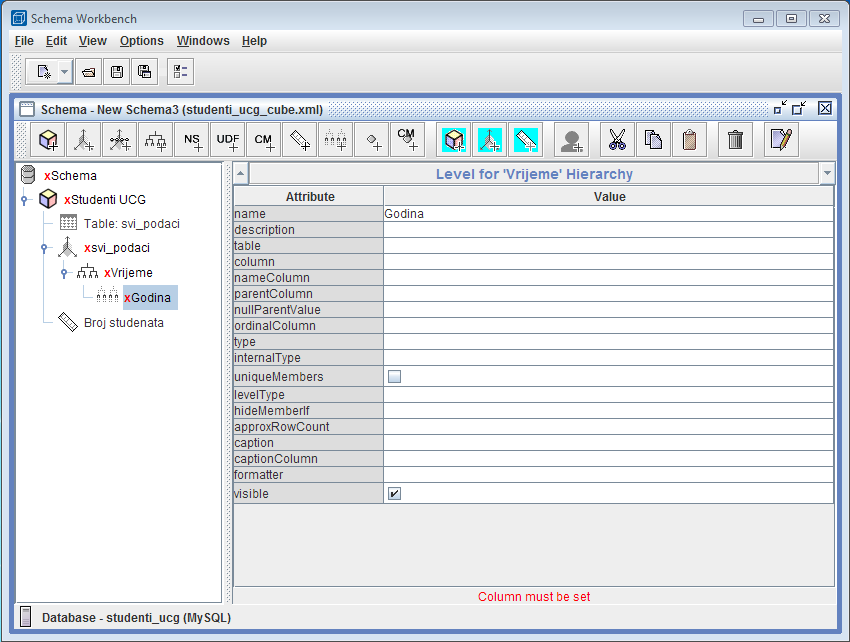 Schema Workbench
File Edit View Options Windows Help
Schema - New Schema3 (studenti_ucg_cube.xml)
NS UDF CM CM
xSchema
xStudenti UCG
Table: svi_podaci
xsvi_podaci
xVrijeme
xGodina
Broj studenata
Level for 'Vrijeme' Hierarchy
Attribute Value
name Godina
description
table
column
nameColumn
parentColumn
nullParentValue
ordinalColumn
type
internalType
uniqueMembers
levelType
hideMemberIf
approxRowCount
caption
captionColumn
formatter
visible
Column must be set
Database - studenti_ucg (MySQL)